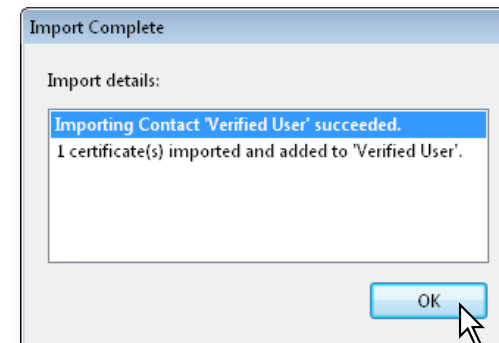 Import Complete
Import details:
Importing Contact 'Verified User' succeeded.
1 certificate(s) imported and added to 'Verified User'.
OK